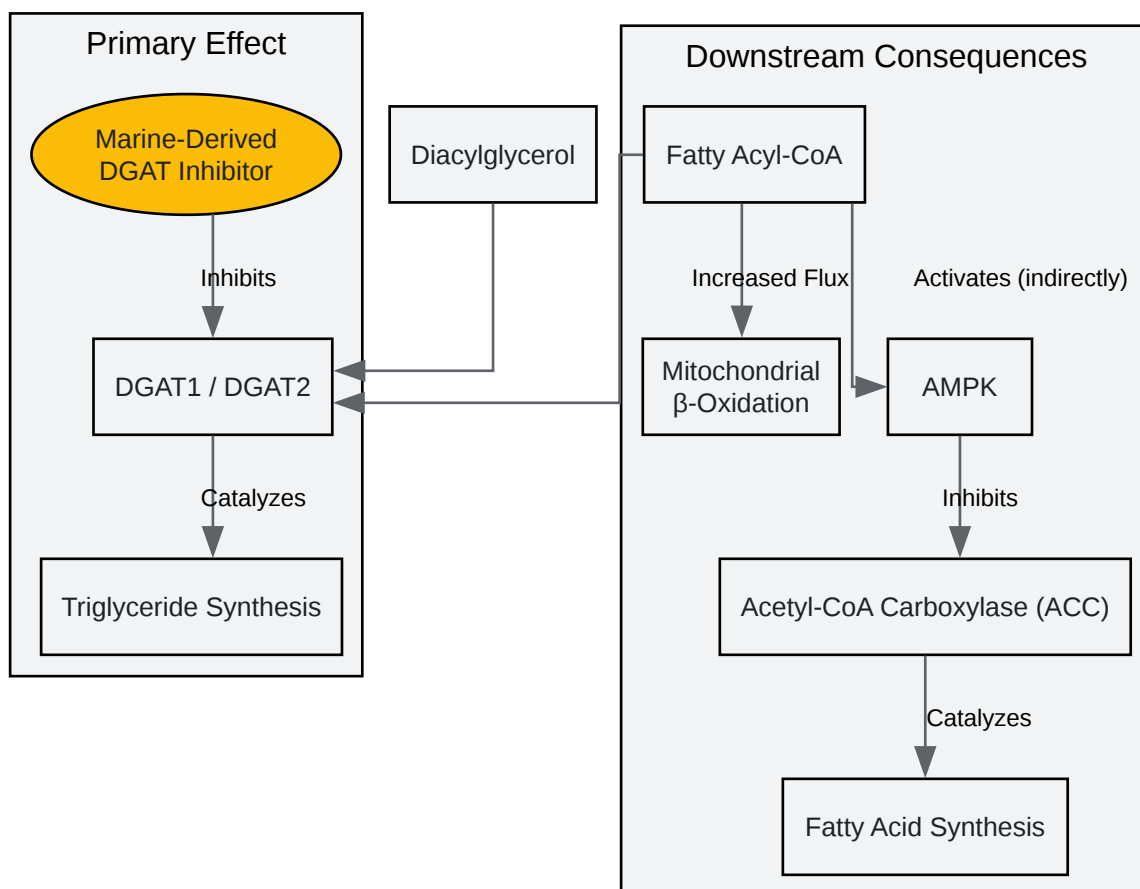 Primary Effect
Downstream Consequences
Marine-Derived
DGAT Inhibitor
Diacylglycerol
Fatty Acyl-CoA
Inhibits
Increased Flux
Activates (indirectly)
DGAT1 / DGAT2
Mitochondrial
β-Oxidation
AMPK
Catalyzes
Inhibits
Triglyceride Synthesis
Acetyl-CoA Carboxylase (ACC)
Catalyzes
Fatty Acid Synthesis